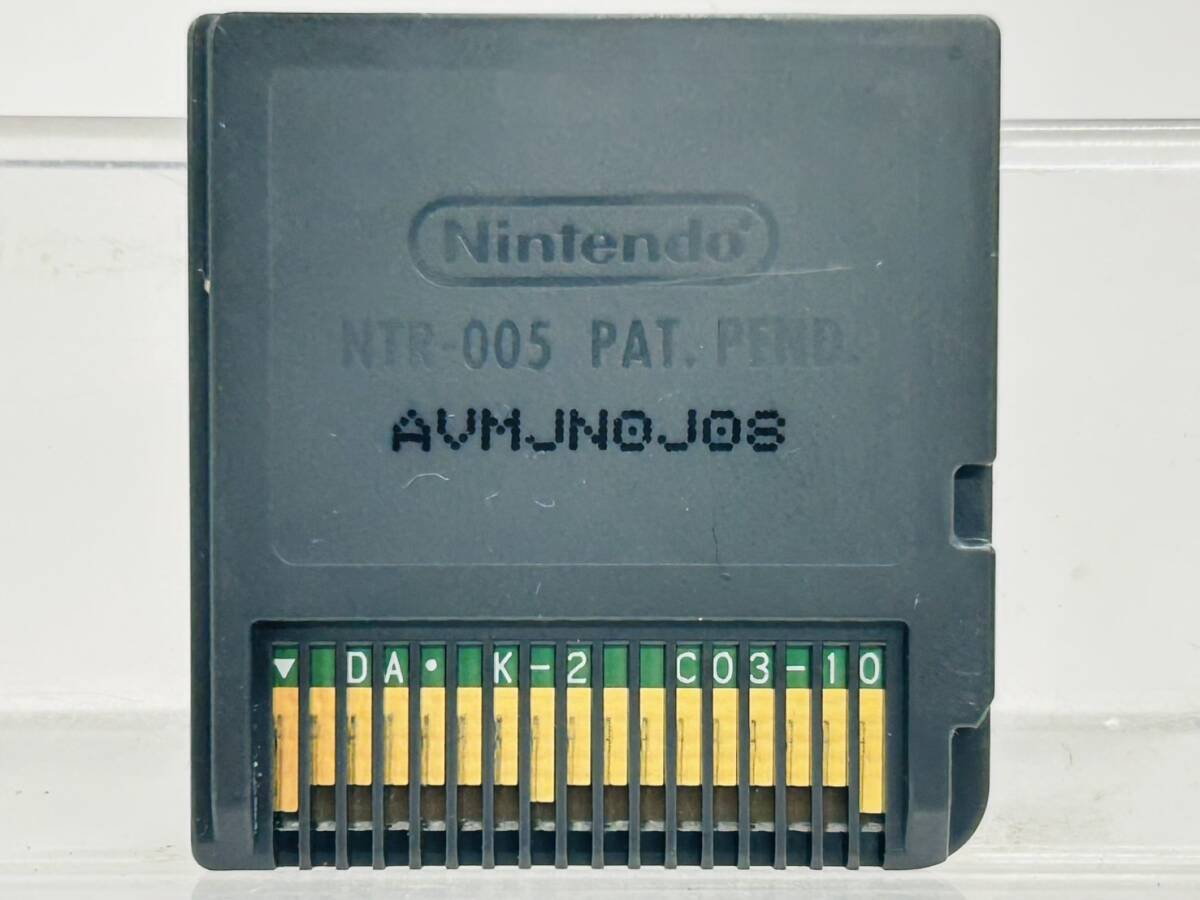 Nintendo
NTR-005 PAT. PEND.
AVMJN0J08
▼ DA• K-2 C03-10